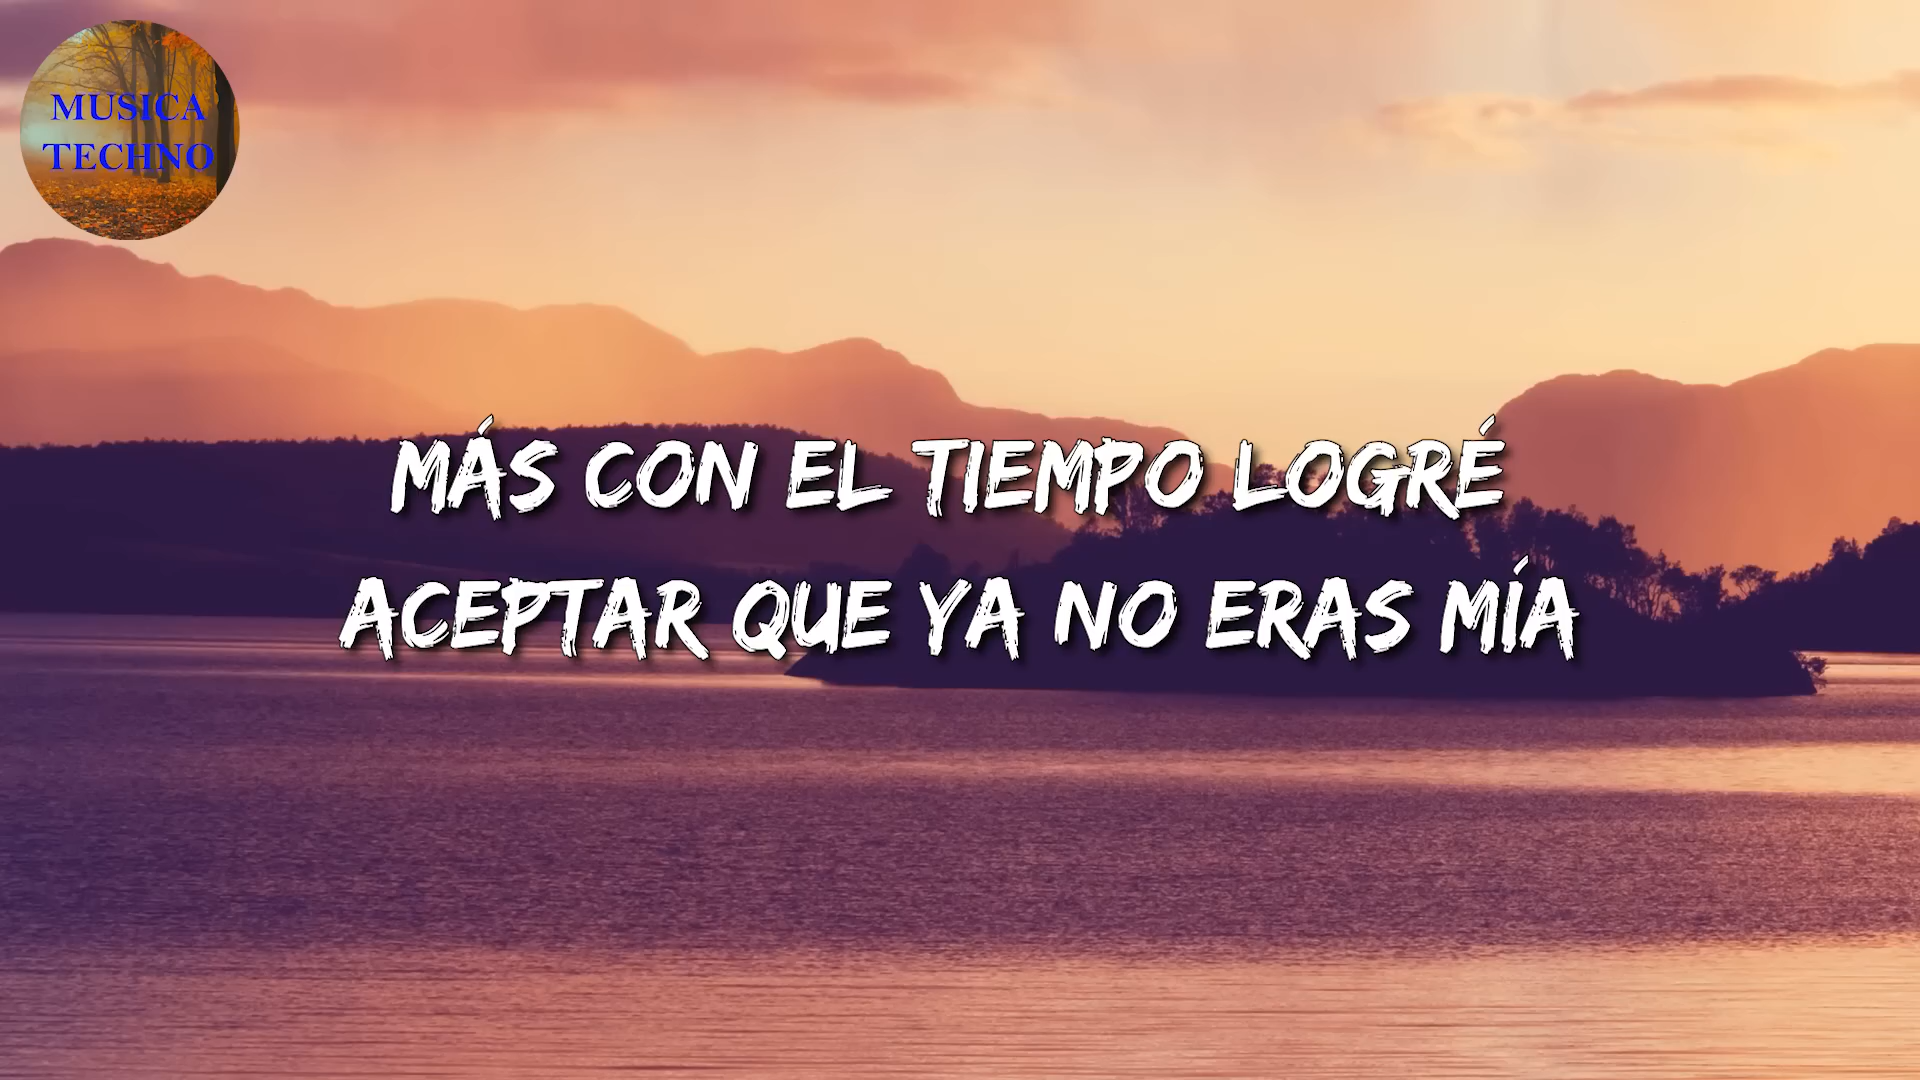 MUSICA
TECHNO
MÁS CON EL TIEMPO LOGRÉ
ACEPTAR QUE YA NO ERAS MÍA